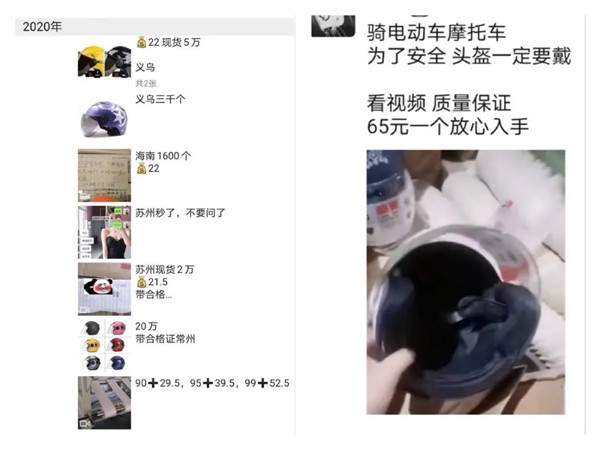 2020年
💰22 现货5万
义乌
共2张
义乌三千个
海南1600个
💰22
苏州秒了，不要问了
苏州现货2万
💰21.5
带合格...
20万
带合格证常州
90➕29.5，95➕39.5，99➕52.5
骑电动车摩托车
为了安全 头盔一定要戴
看视频 质量保证
65元一个放心入手